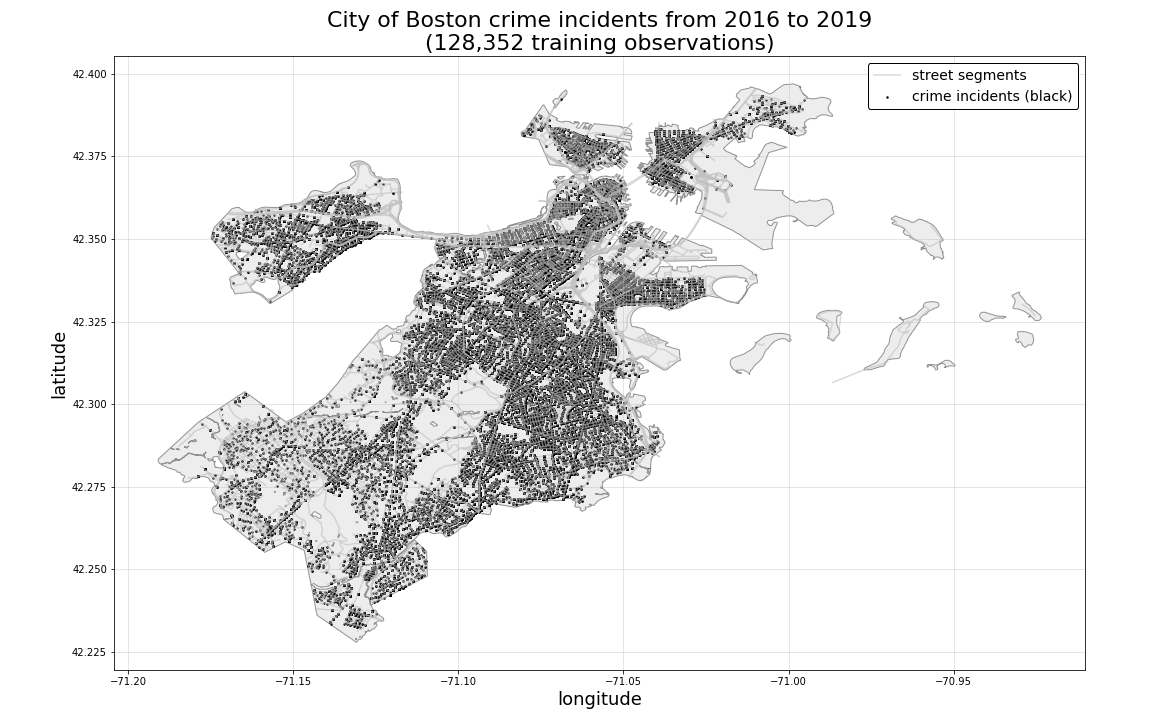 City of Boston crime incidents from 2016 to 2019
(128,352 training observations)
street segments
crime incidents (black)
latitude
42.400
42.375
42.350
42.325
42.300
42.275
42.250
42.225
−71.20
−71.15
−71.10
−71.05
−71.00
−70.95
longitude